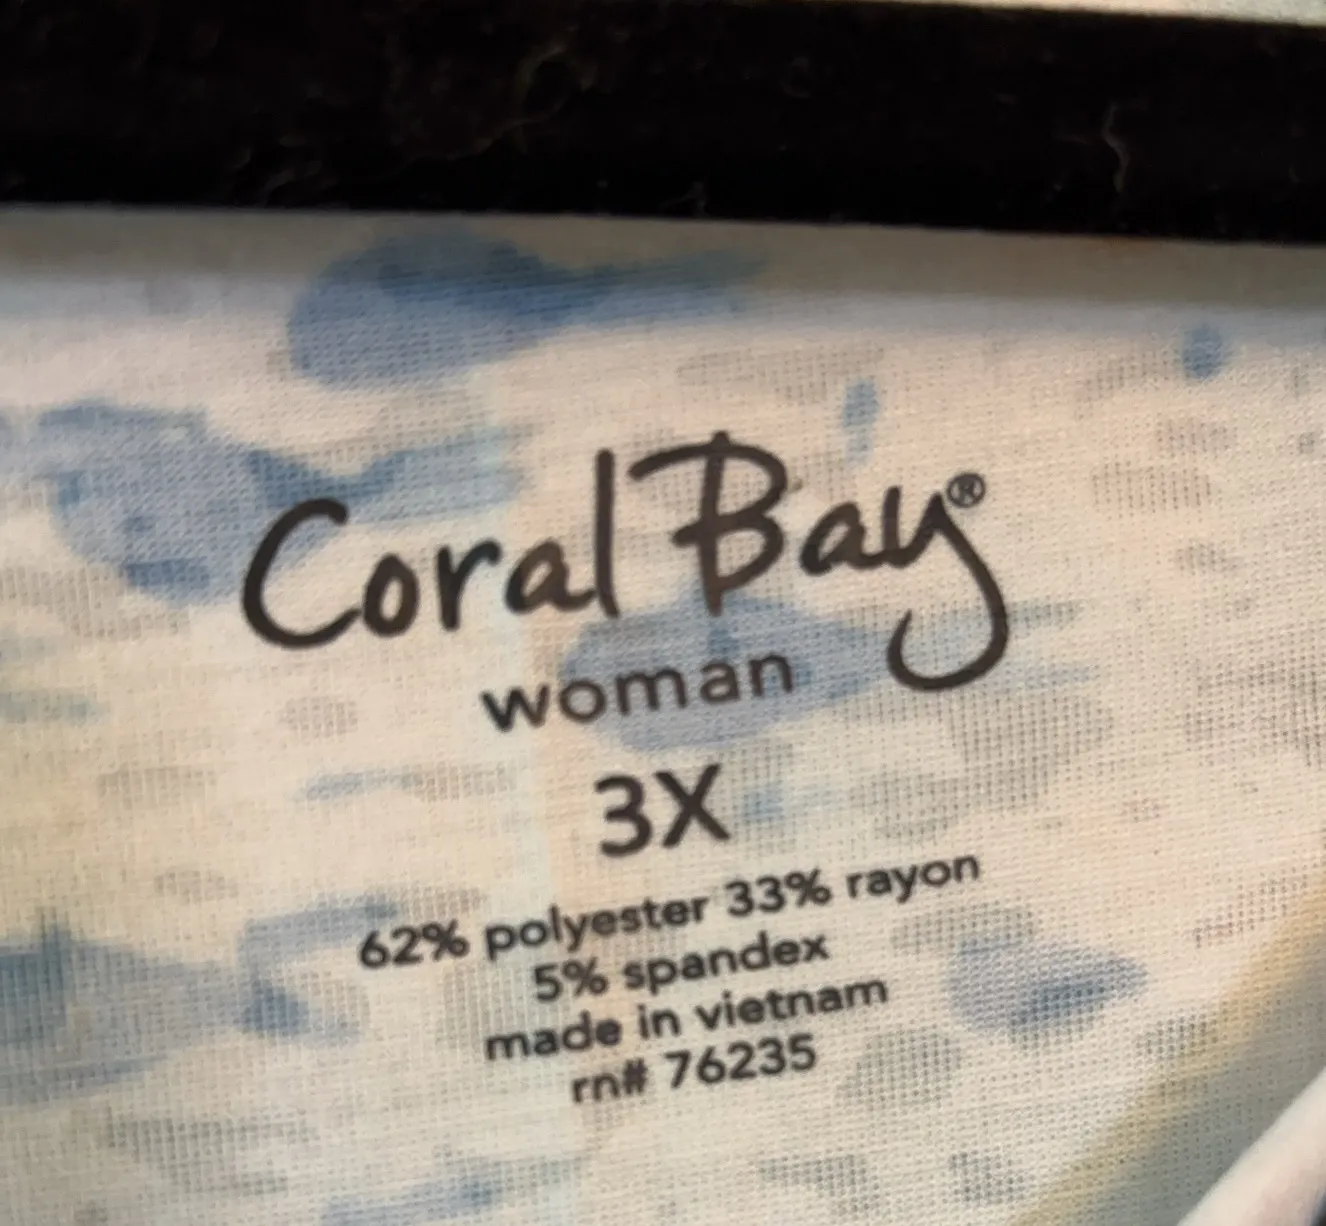 Coral Bay®
woman
3X
62% polyester 33% rayon
5% spandex
made in vietnam
rn# 76235